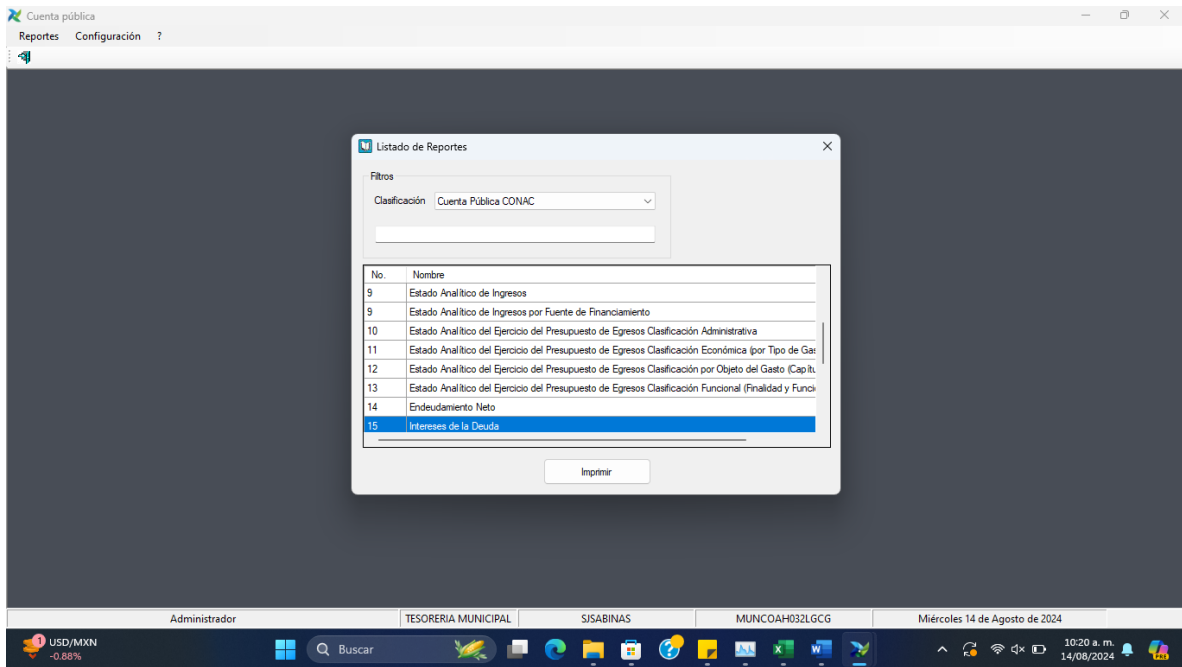 Cuenta pública
Reportes Configuración ?
Listado de Reportes
Filtros
Clasificación Cuenta Pública CONAC
No. Nombre
9 Estado Analítico de Ingresos
9 Estado Analítico de Ingresos por Fuente de Financiamiento
10 Estado Analítico del Ejercicio del Presupuesto de Egresos Clasificación Administrativa
11 Estado Analítico del Ejercicio del Presupuesto de Egresos Clasificación Económica (por Tipo de Gas
12 Estado Analítico del Ejercicio del Presupuesto de Egresos Clasificación por Objeto del Gasto (Capítu
13 Estado Analítico del Ejercicio del Presupuesto de Egresos Clasificación Funcional (Finalidad y Funció
14 Endeudamiento Neto
15 Intereses de la Deuda
Imprimir
Administrador TESORERIA MUNICIPAL SJSABINAS MUNCOAH032LGCG Miércoles 14 de Agosto de 2024
1 USD/MXN
-0.88%
Buscar
10:20 a. m.
14/08/2024
PRE